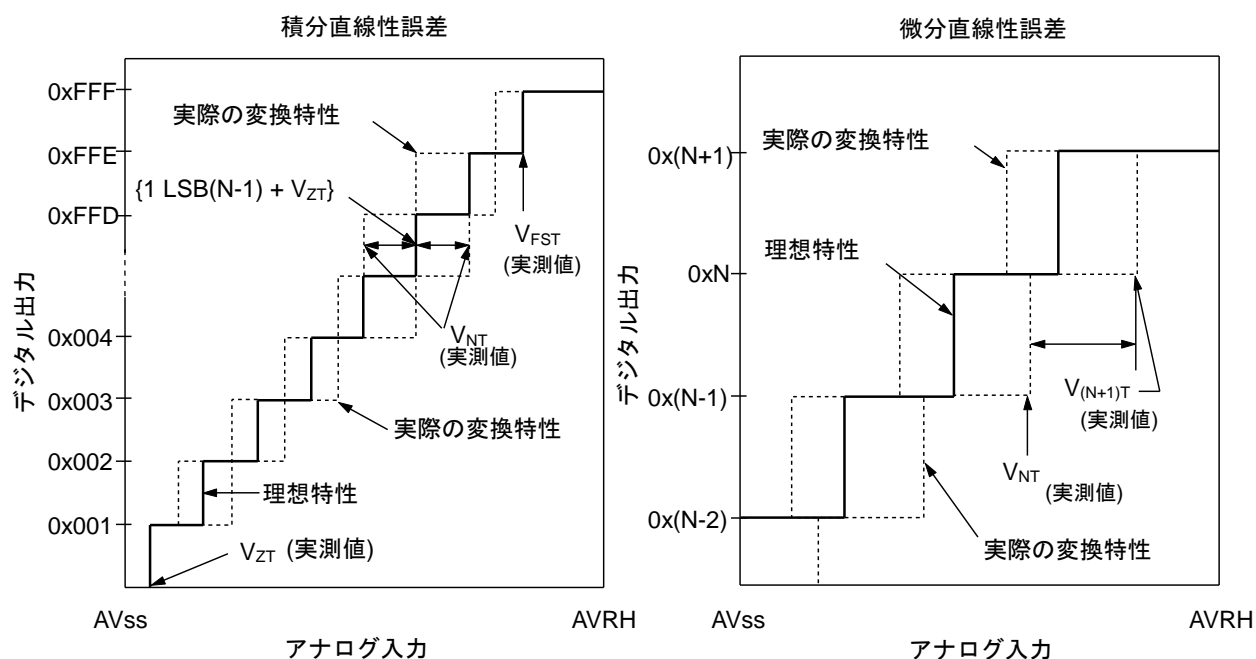 積分直線性誤差
0xFFF
0xFFE
0xFFD
0x004
0x003
0x002
0x001
実際の変換特性
{1 LSB(N-1) + VZT}
VFST
(実測値)
VNT
(実測値)
実際の変換特性
理想特性
VZT (実測値)
デジタル出力
AVss
AVRH
アナログ入力
微分直線性誤差
0x(N+1)
0xN
0x(N-1)
0x(N-2)
実際の変換特性
理想特性
V(N+1)T
(実測値)
VNT
(実測値)
実際の変換特性
デジタル出力
AVss
AVRH
アナログ入力